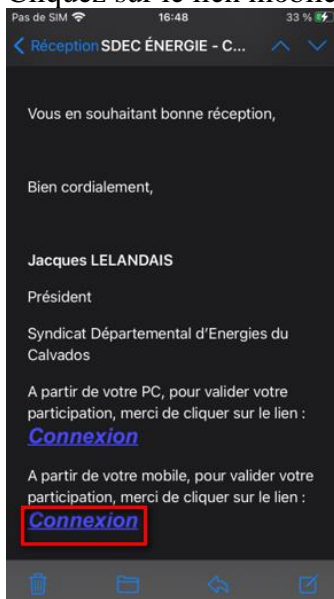 Cliquez sur le lien mobile
Pas de SIM 16:48 33 %
Réception SDEC ÉNERGIE - C...
Vous en souhaitant bonne réception,
Bien cordialement,
Jacques LELANDAIS
Président
Syndicat Départemental d'Energies du
Calvados
A partir de votre PC, pour valider votre
participation, merci de cliquer sur le lien :
Connexion
A partir de votre mobile, pour valider votre
participation, merci de cliquer sur le lien :
Connexion